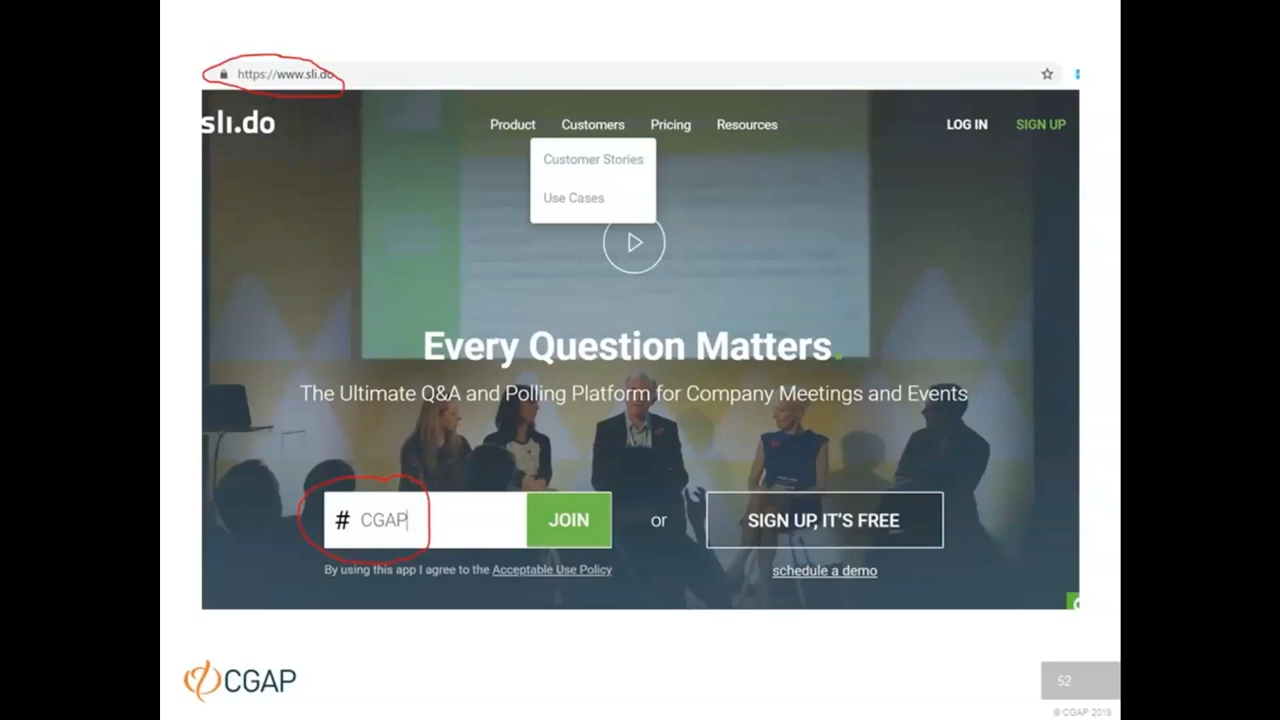 https://www.sli.do
sli.do
Product Customers Pricing Resources LOG IN SIGN UP
Customer Stories
Use Cases
Every Question Matters.
The Ultimate Q&A and Polling Platform for Company Meetings and Events
# CGAP JOIN or SIGN UP, IT'S FREE
By using this app I agree to the Acceptable Use Policy schedule a demo
CGAP 52
© CGAP 2018